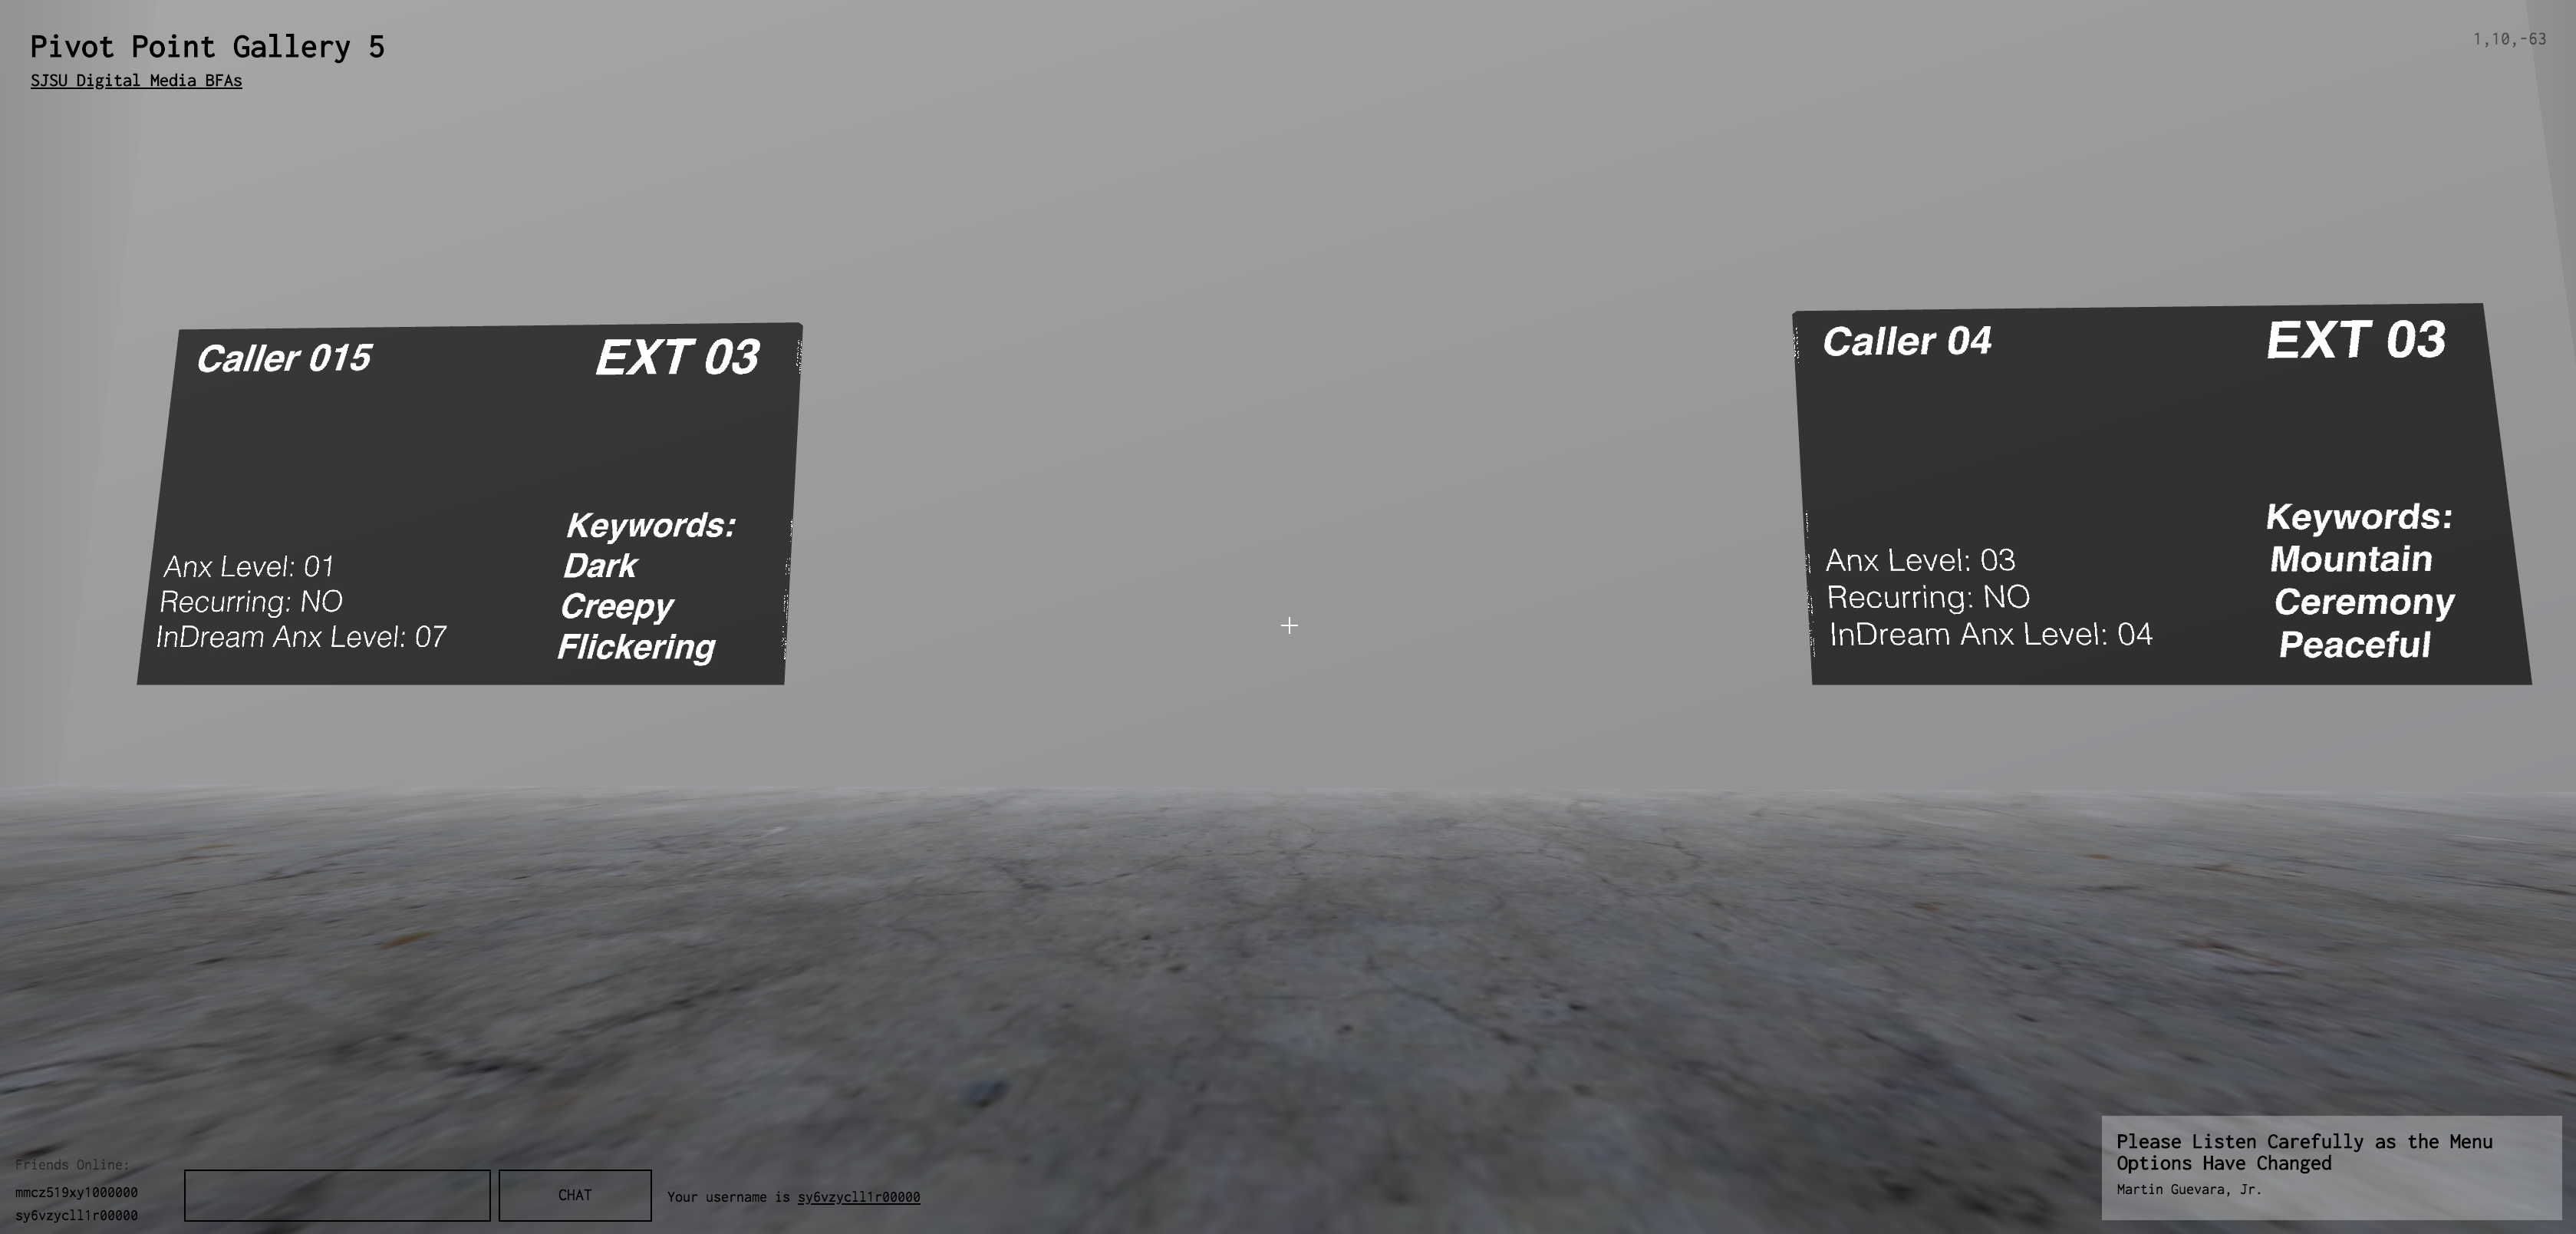 Pivot Point Gallery 5
SJSU Digital Media BFAs
1,10,-63
Caller 015
EXT 03
Keywords:
Dark
Creepy
Flickering
Anx Level: 01
Recurring: NO
InDream Anx Level: 07
Caller 04
EXT 03
Keywords:
Mountain
Ceremony
Peaceful
Anx Level: 03
Recurring: NO
InDream Anx Level: 04
Friends Online:
mmcz519xy1000000
sy6vzycll1r00000
CHAT
Your username is sy6vzycll1r00000
Please Listen Carefully as the Menu
Options Have Changed
Martin Guevara, Jr.